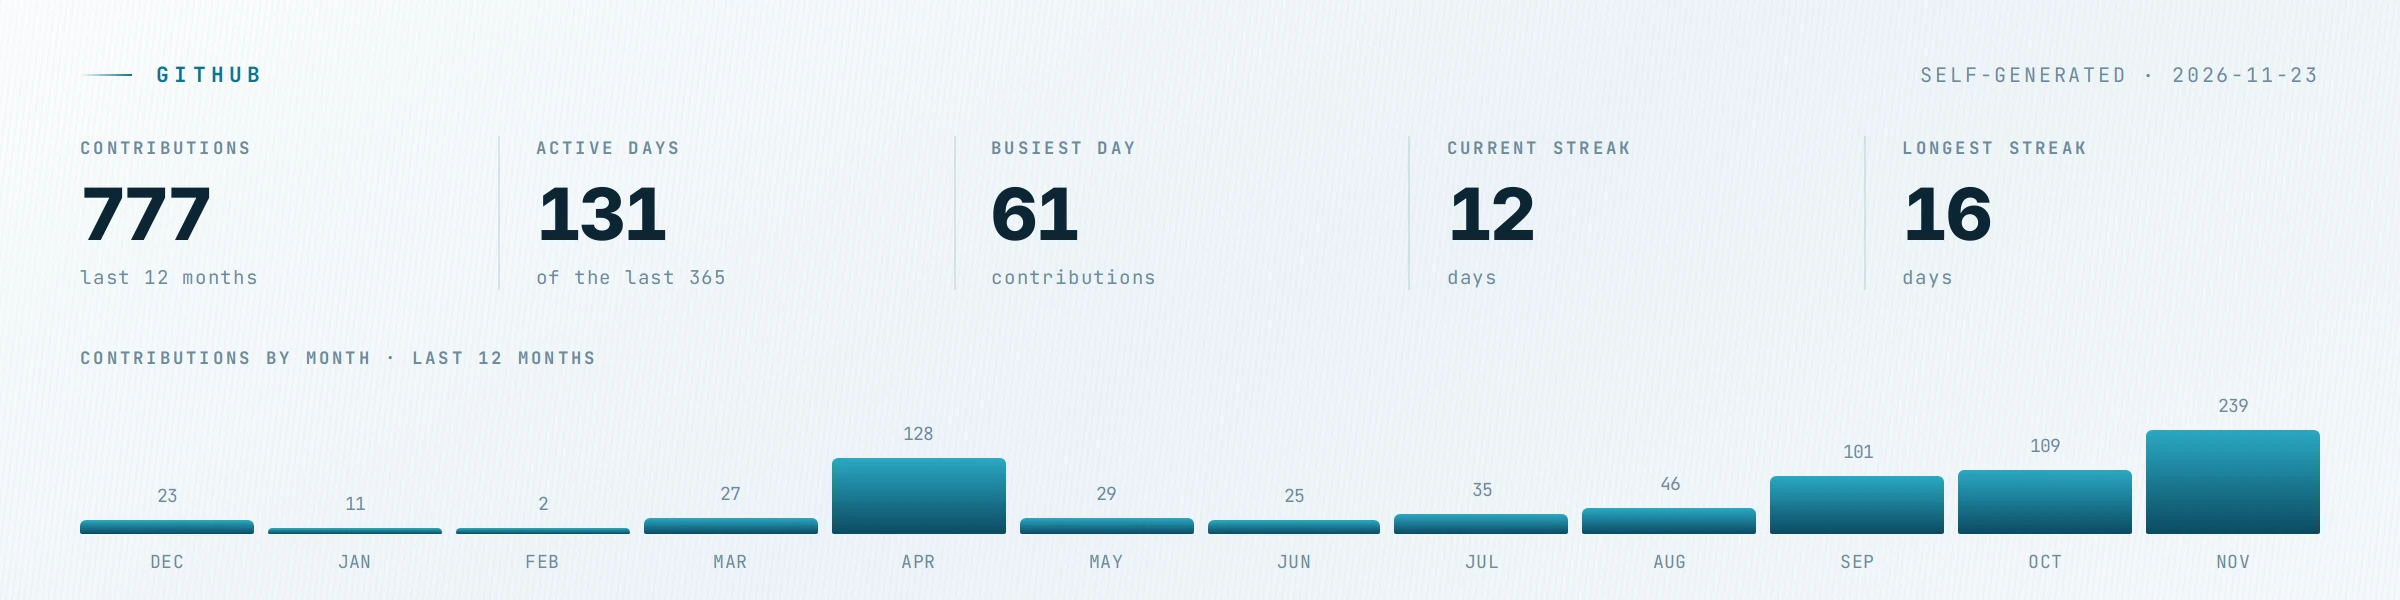 GITHUB
SELF-GENERATED · 2026-11-23
CONTRIBUTIONS
777
last 12 months
ACTIVE DAYS
131
of the last 365
BUSIEST DAY
61
contributions
CURRENT STREAK
12
days
LONGEST STREAK
16
days
CONTRIBUTIONS BY MONTH · LAST 12 MONTHS
23
11
2
27
128
29
25
35
46
101
109
239
DEC
JAN
FEB
MAR
APR
MAY
JUN
JUL
AUG
SEP
OCT
NOV